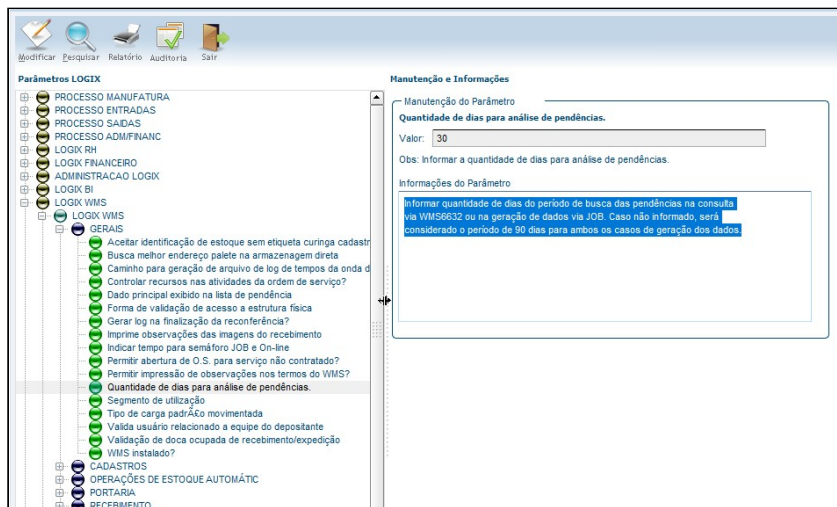 Modificar Pesquisar Relatório Auditoria Sair
Parâmetros LOGIX
PROCESSO MANUFATURA
PROCESSO ENTRADAS
PROCESSO SAIDAS
PROCESSO ADM/FINANC
LOGIX RH
LOGIX FINANCEIRO
ADMINISTRACAO LOGIX
LOGIX BI
LOGIX WMS
LOGIX WMS
GERAIS
Aceitar identificação de estoque sem etiqueta curinga cadastr
Busca melhor endereço palete na armazenagem direta
Caminho para geração de arquivo de log de tempos da onda d
Controlar recursos nas atividades da ordem de serviço?
Dado principal exibido na lista de pendência
Forma de validação de acesso a estrutura física
Gerar log na finalização da reconferência?
Imprime observações das imagens do recebimento
Indicar tempo para semáforo JOB e On-line
Permitir abertura de O.S. para serviço não contratado?
Permitir impressão de observações nos termos do WMS?
Quantidade de dias para análise de pendências.
Segmento de utilização
Tipo de carga padrÃ£o movimentada
Valida usuário relacionado a equipe do depositante
Validação de doca ocupada de recebimento/expedição
WMS instalado?
CADASTROS
OPERAÇÕES DE ESTOQUE AUTOMÁTIC
PORTARIA
RECEBIMENTO
Manutenção e Informações
Manutenção do Parâmetro
Quantidade de dias para análise de pendências.
Valor: 30
Obs: Informar a quantidade de dias para análise de pendências.
Informações do Parâmetro
Informar quantidade de dias do período de busca das pendências na consulta
via WMS6632 ou na geração de dados via JOB. Caso não informado, será
considerado o período de 90 dias para ambos os casos de geração dos dados.